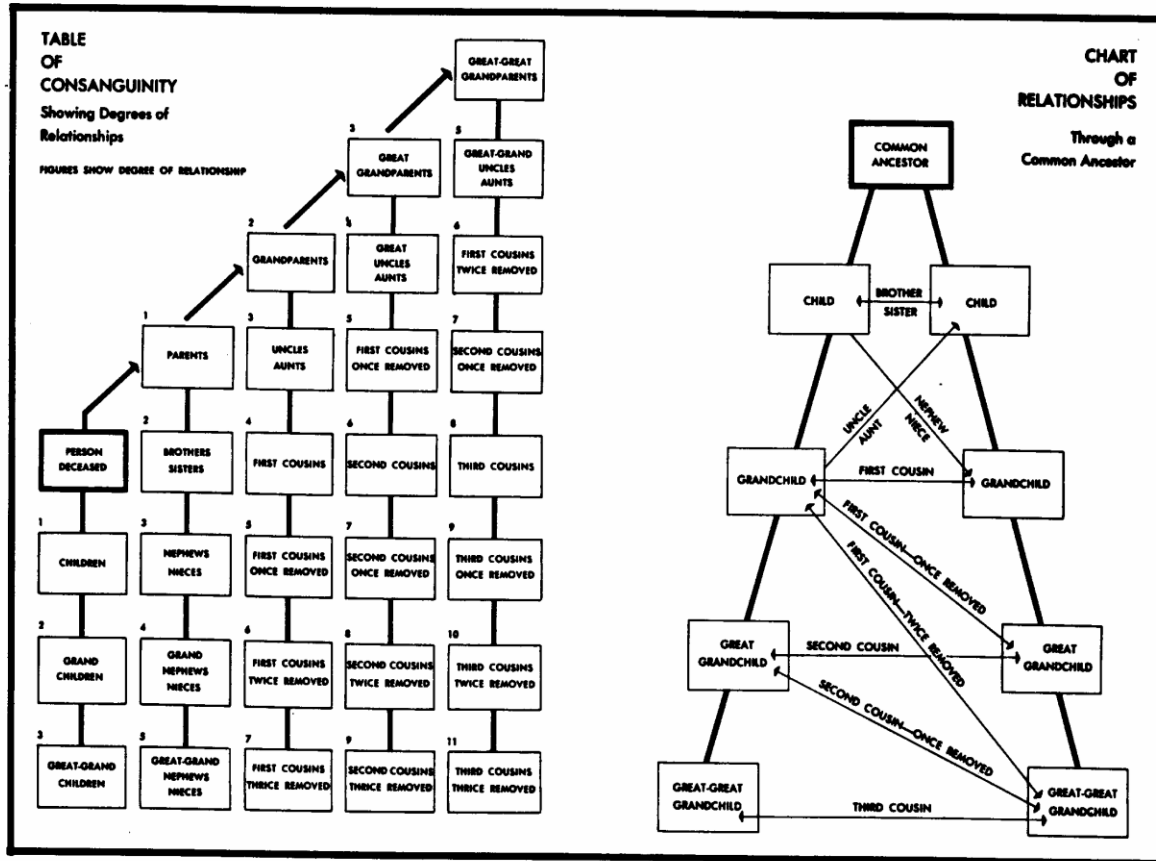 TABLE
OF
CONSANGUINITY
Showing Degrees of
Relationships
FIGURES SHOW DEGREE OF RELATIONSHIP
GREAT-GREAT
GRANDPARENTS
3
GREAT
GRANDPARENTS
5
GREAT-GRAND
UNCLES
AUNTS
2
GRANDPARENTS
4
GREAT
UNCLES
AUNTS
6
FIRST COUSINS
TWICE REMOVED
1
PARENTS
3
UNCLES
AUNTS
5
FIRST COUSINS
ONCE REMOVED
7
SECOND COUSINS
ONCE REMOVED
PERSON
DECEASED
2
BROTHERS
SISTERS
4
FIRST COUSINS
6
SECOND COUSINS
8
THIRD COUSINS
1
CHILDREN
3
NEPHEWS
NIECES
5
FIRST COUSINS
ONCE REMOVED
7
SECOND COUSINS
ONCE REMOVED
9
THIRD COUSINS
ONCE REMOVED
2
GRAND
CHILDREN
4
GRAND
NEPHEWS
NIECES
6
FIRST COUSINS
TWICE REMOVED
8
SECOND COUSINS
TWICE REMOVED
10
THIRD COUSINS
TWICE REMOVED
3
GREAT-GRAND
CHILDREN
5
GREAT-GRAND
NEPHEWS
NIECES
7
FIRST COUSINS
THRICE REMOVED
9
SECOND COUSINS
THRICE REMOVED
11
THIRD COUSINS
THRICE REMOVED
CHART
OF
RELATIONSHIPS
Through a
Common Ancestor
COMMON
ANCESTOR
CHILD
BROTHER
SISTER
CHILD
UNCLE
AUNT
NEPHEW
NIECE
GRANDCHILD
FIRST COUSIN
GRANDCHILD
FIRST COUSIN—ONCE REMOVED
FIRST COUSIN—TWICE REMOVED
GREAT
GRANDCHILD
SECOND COUSIN
GREAT
GRANDCHILD
SECOND COUSIN—ONCE REMOVED
GREAT-GREAT
GRANDCHILD
THIRD COUSIN
GREAT-GREAT
GRANDCHILD